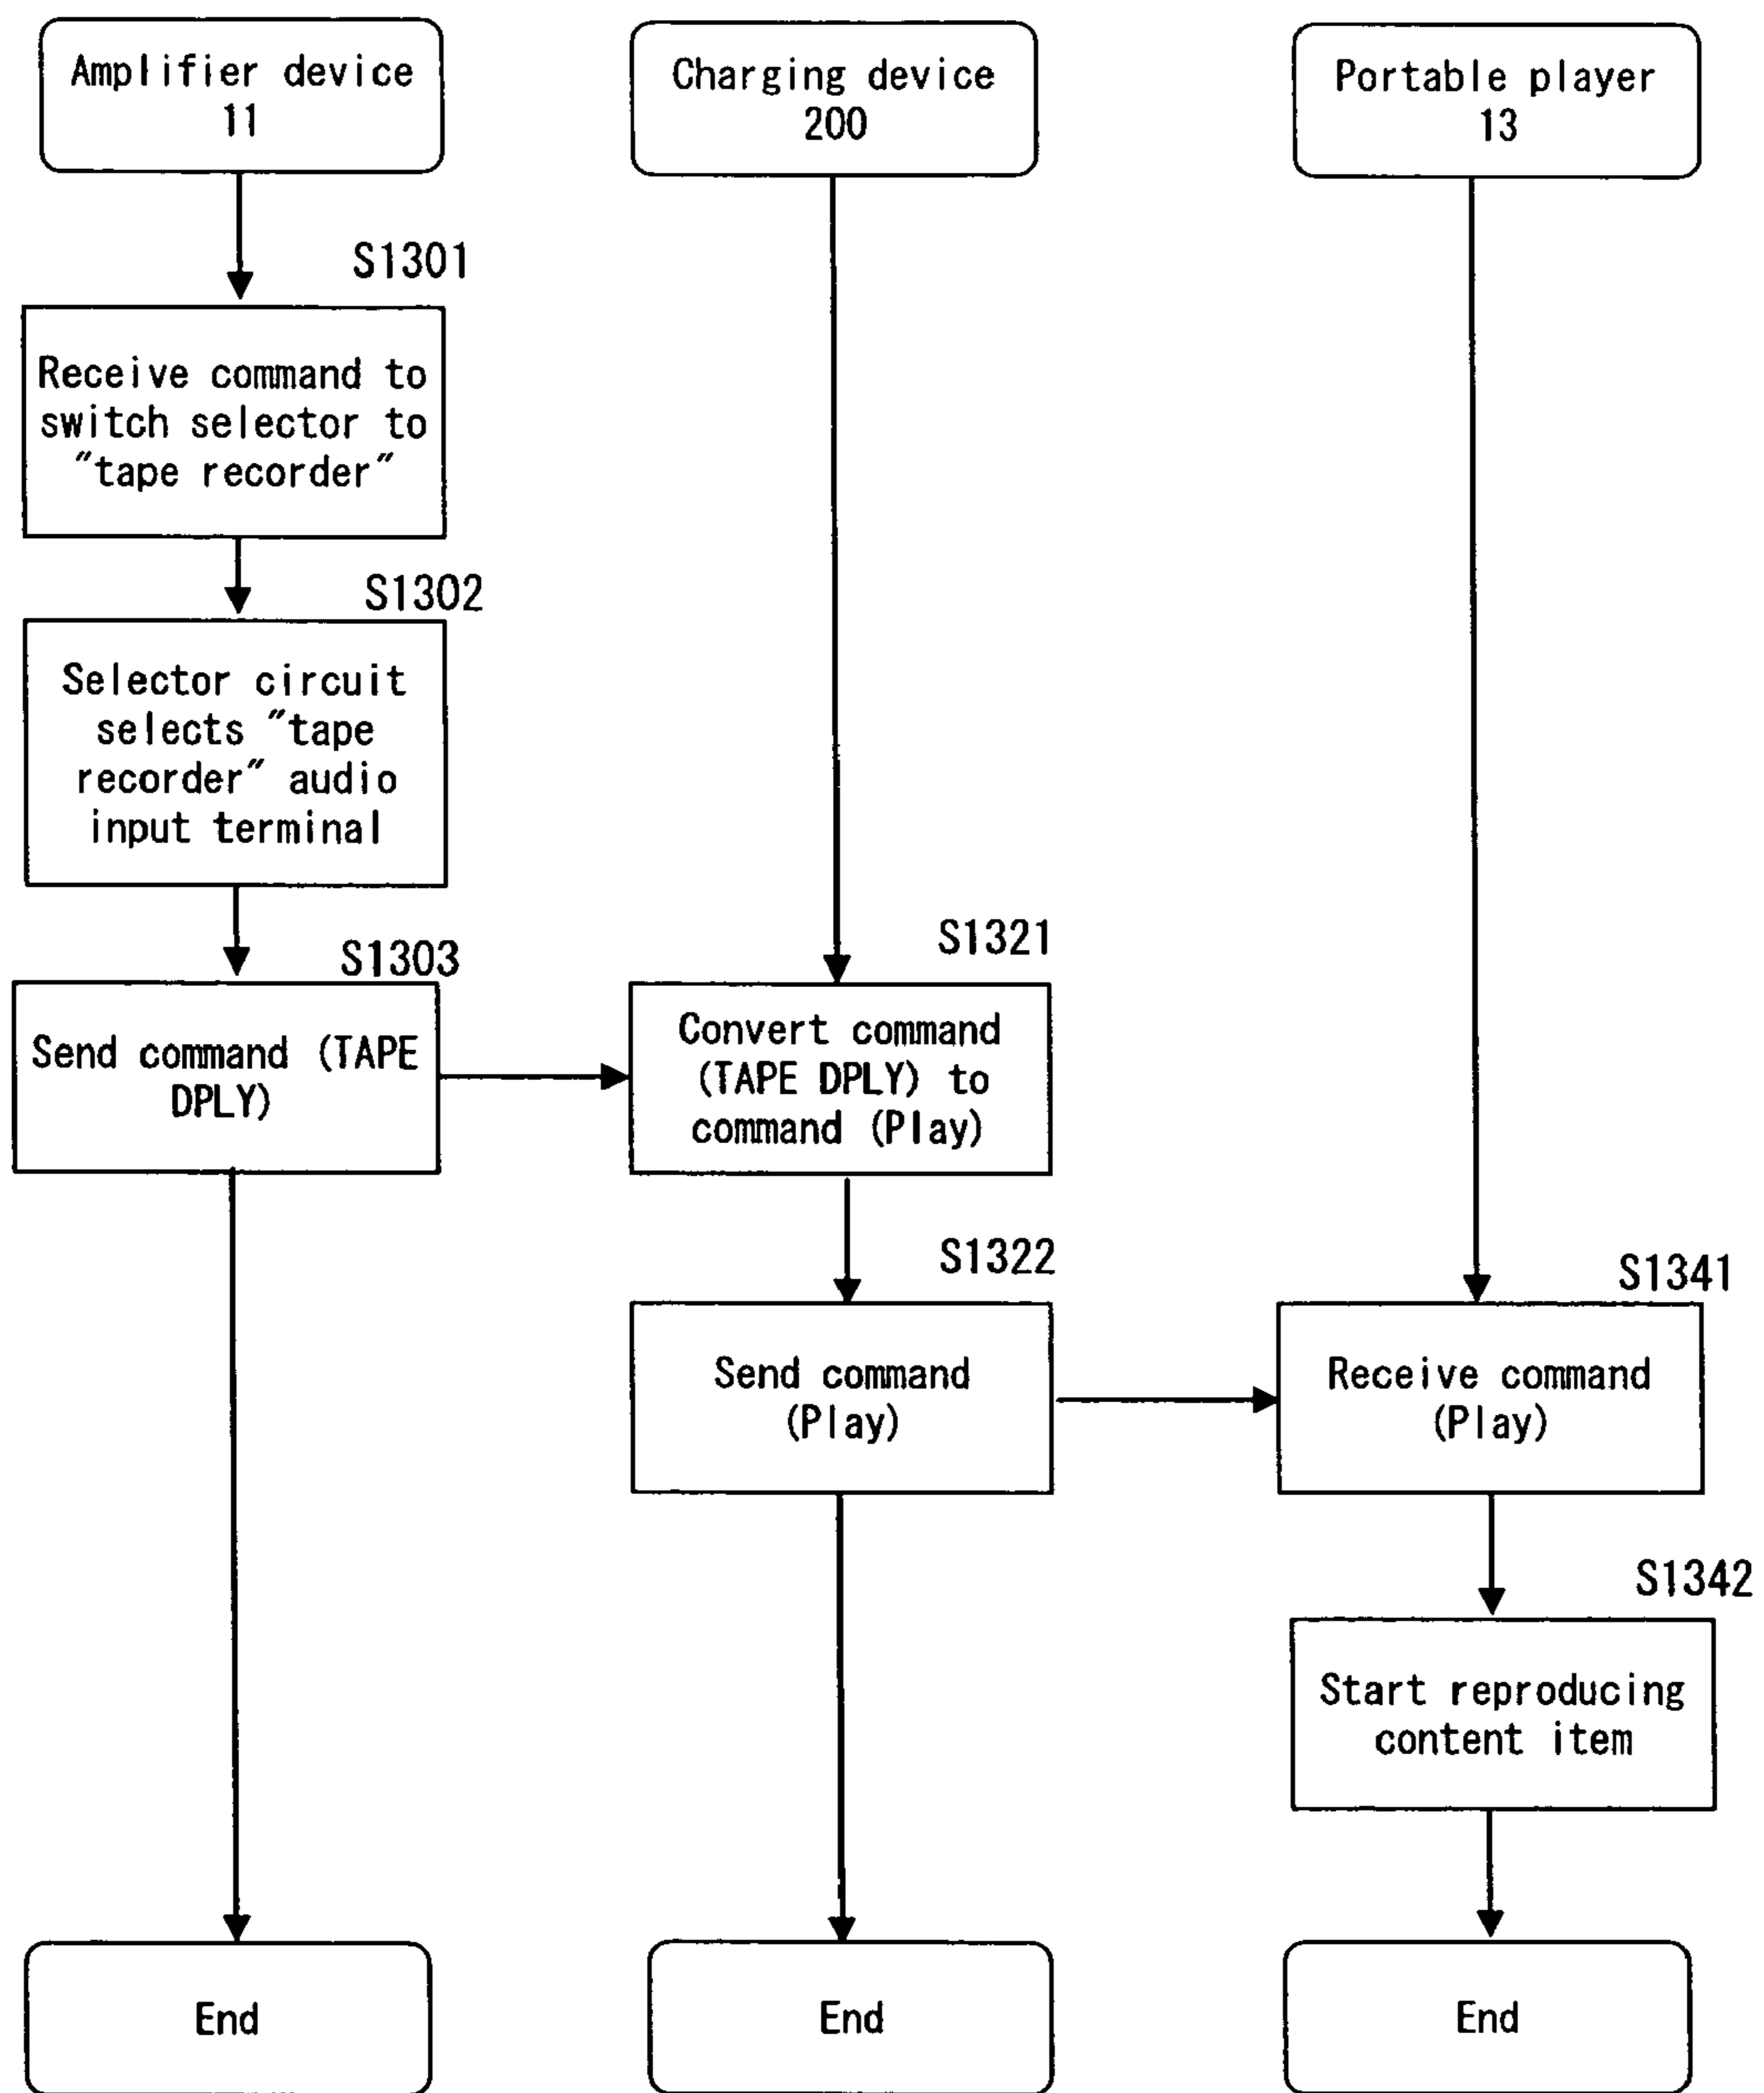 Amplifier device
11
Charging device
200
Portable player
13
S1301
Receive command to
switch selector to
"tape recorder"
S1302
Selector circuit
selects "tape
recorder" audio
input terminal
S1303
Send command (TAPE
DPLY)
S1321
Convert command
(TAPE DPLY) to
command (Play)
S1322
Send command
(Play)
S1341
Receive command
(Play)
S1342
Start reproducing
content item
End
End
End